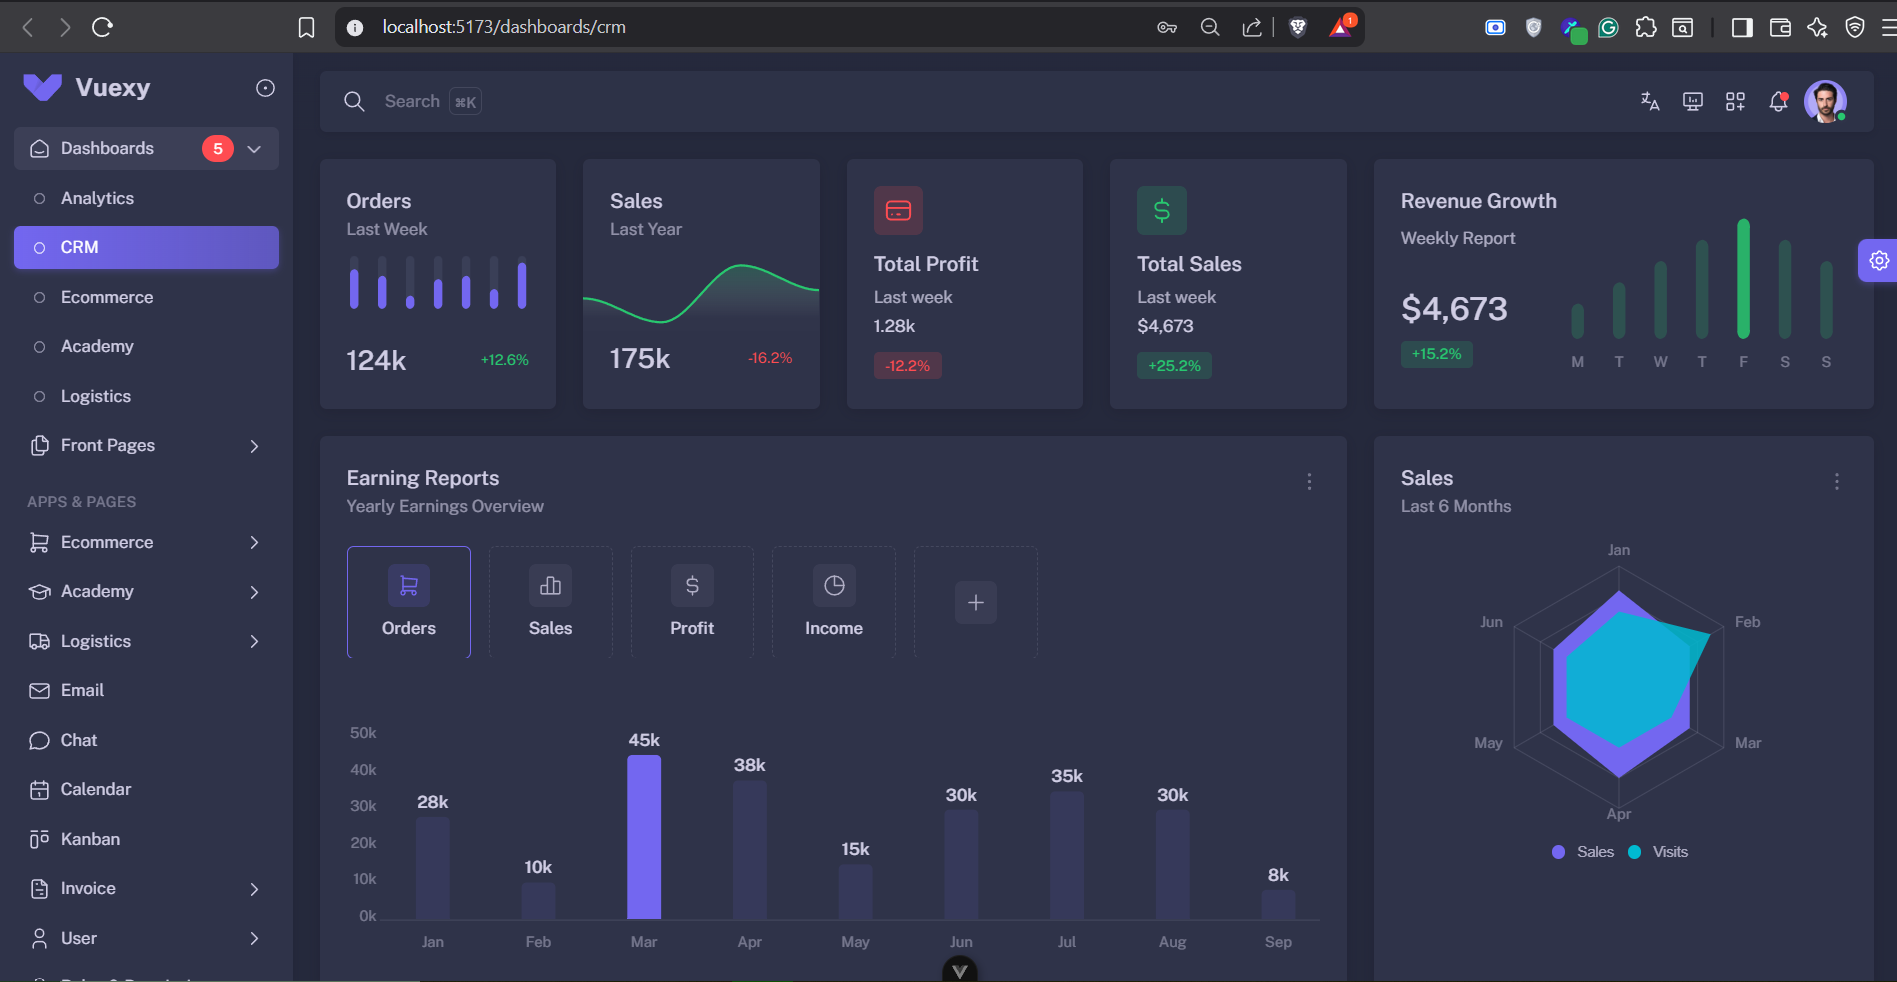 localhost:5173/dashboards/crm
1
Vuexy
Dashboards 5
Analytics
CRM
Ecommerce
Academy
Logistics
Front Pages
APPS & PAGES
Ecommerce
Academy
Logistics
Email
Chat
Calendar
Kanban
Invoice
User
Search ⌘K
Orders
Last Week
124k +12.6%
Sales
Last Year
175k -16.2%
Total Profit
Last week
1.28k
-12.2%
Total Sales
Last week
$4,673
+25.2%
Revenue Growth
Weekly Report
$4,673
+15.2%
M T W T F S S
Earning Reports
Yearly Earnings Overview
Orders
Sales
Profit
Income
50k
40k
30k
20k
10k
0k
28k
10k
45k
38k
15k
30k
35k
30k
8k
Jan Feb Mar Apr May Jun Jul Aug Sep
Sales
Last 6 Months
Jan
Feb
Mar
Apr
May
Jun
Sales Visits